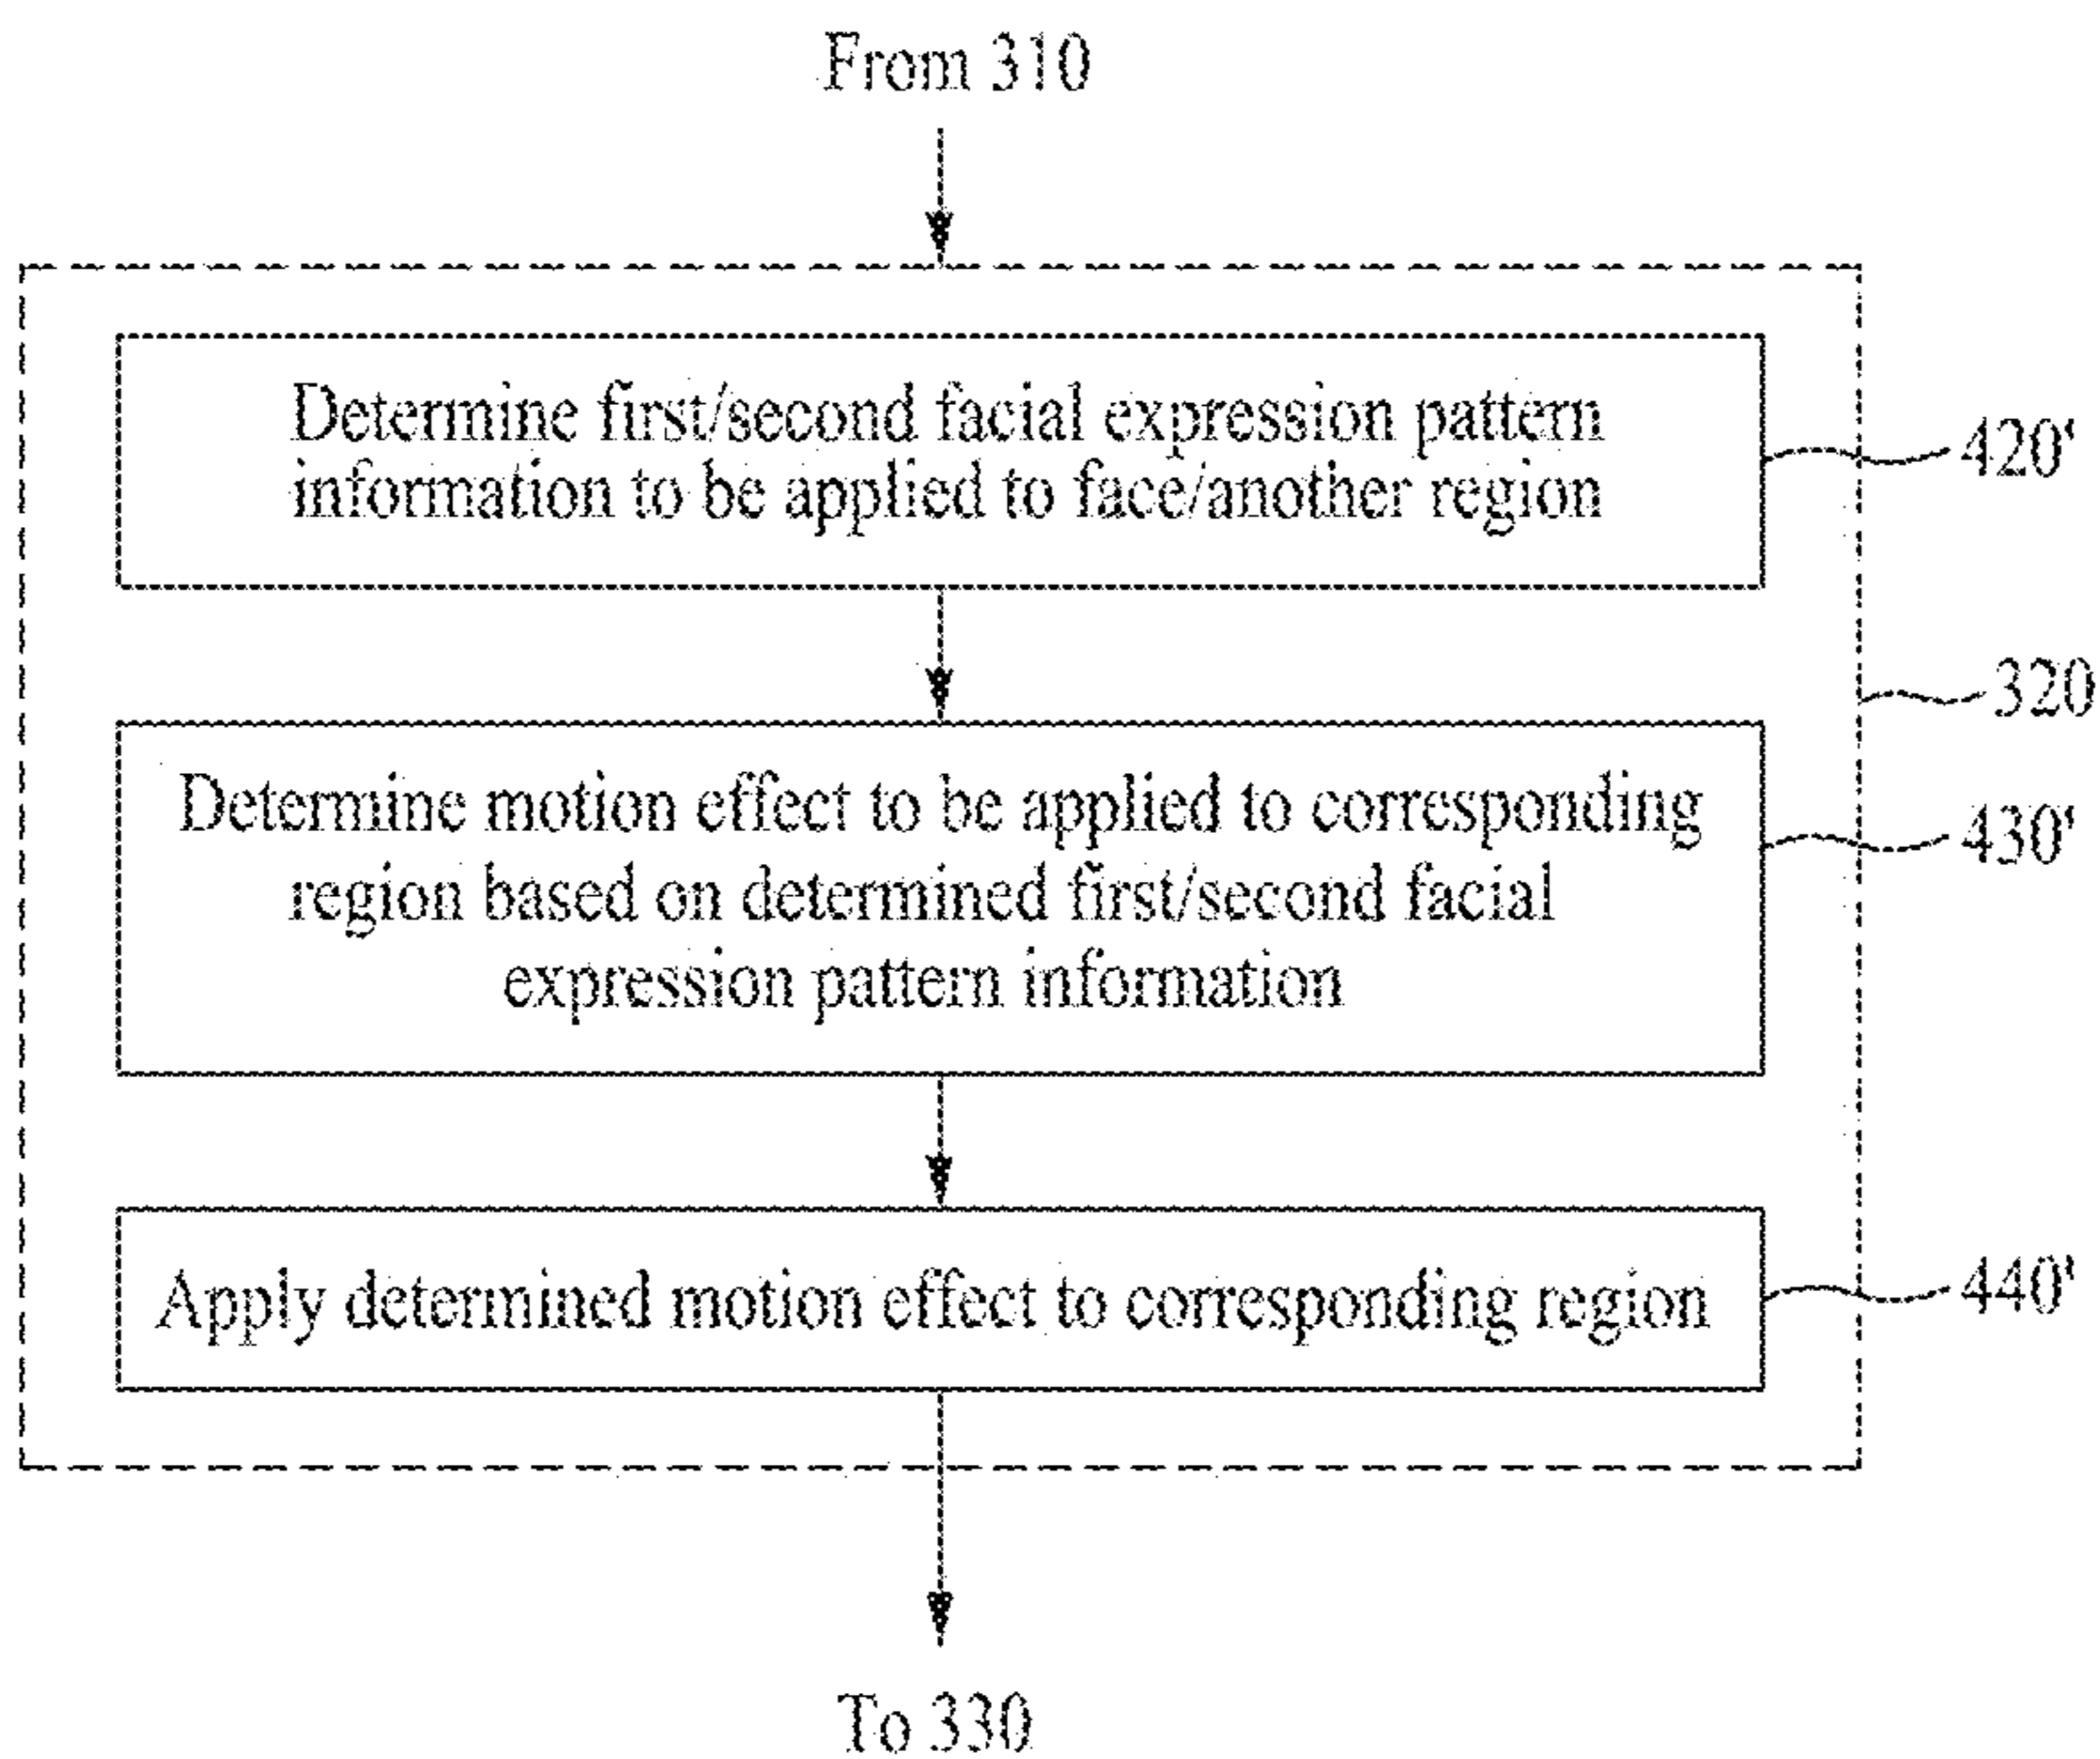 From 310
Determine first/second facial expression pattern
information to be applied to face/another region
420'
320
Determine motion effect to be applied to corresponding
region based on determined first/second facial
expression pattern information
430'
Apply determined motion effect to corresponding region
440'
To 330